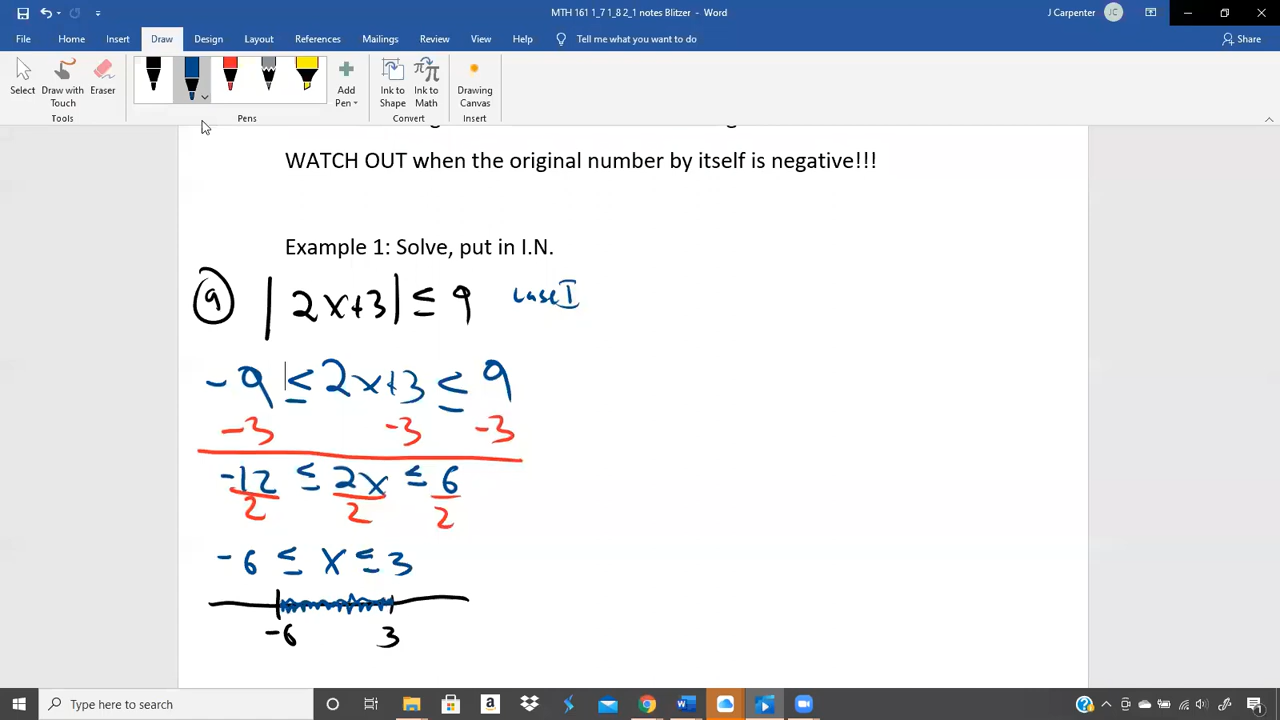 MTH 161 1_7 1_8 2_1 notes Blitzer - Word
J Carpenter JC
File Home Insert Draw Design Layout References Mailings Review View Help Tell me what you want to do Share
Select Draw with Touch Eraser Add Pen Ink to Shape Ink to Math Drawing Canvas
Tools Pens Convert Insert
WATCH OUT when the original number by itself is negative!!!
Example 1: Solve, put in I.N.
a |2x+3| ≤ 9 Case I
-9 ≤ 2x+3 ≤ 9
-3 -3 -3
-12 ≤ 2x ≤ 6
2 2 2
-6 ≤ x ≤ 3
-6 3
Type here to search